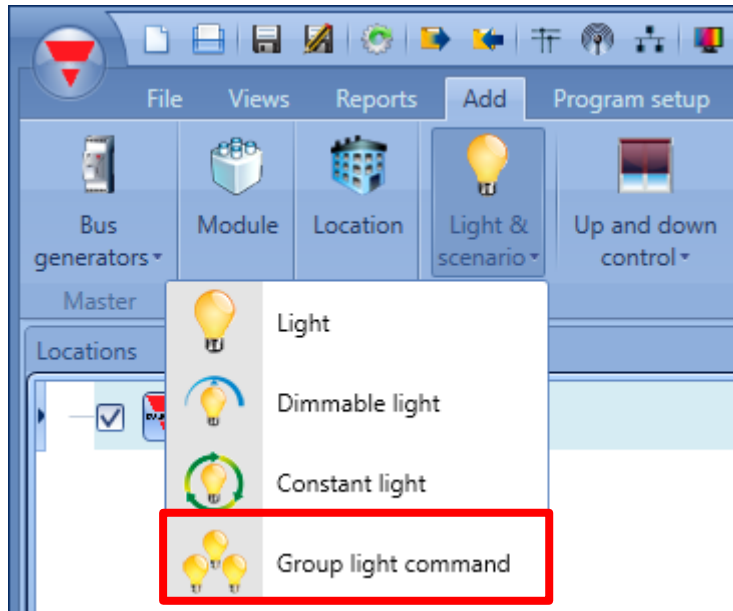 File Views Reports Add Program setup
Bus generators
Module
Location
Light & scenario
Up and down control
Master
Locations
Light
Dimmable light
Constant light
Group light command